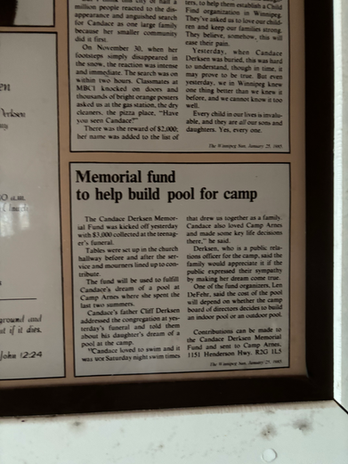 million people reacted to the dis-
appearance and anguished search
for Candace as one large family
because her smaller community
did it first.
On November 30, when her
footsteps simply disappeared in
the snow, the reaction was intense
and immediate. The search was on
within two hours. Classmates at
MBCI knocked on doors and
thousands of bright orange posters
asked us at the gas station, the dry
cleaners, the pizza place, "Have
you seen Candace?"
There was the reward of $2,000;
her name was added to the list of
ters, to help them establish a Child
Find organization in Winnipeg.
They've asked us to love our child-
ren and keep our families strong.
They believe, somehow, this will
ease their pain.
Yesterday, when Candace
Derksen was buried, this was hard
to understand, though in time, it
may prove to be true. But even
yesterday, we in Winnipeg knew
one thing better than we knew it
before, and we cannot know it too
well.
Every child in our lives is invalu-
able, and they are all our sons and
daughters. Yes, every one.
The Winnipeg Sun, January 23, 1985
Memorial fund
to help build pool for camp
The Candace Derksen Memor-
ial Fund was kicked off yesterday
with $3,000 collected at the teenag-
er's funeral.
Tables were set up in the church
hallway before and after the ser-
vice and mourners lined up to con-
tribute
The fund will be used to fulfill
Candace's dream of a pool at
Camp Arnes where she spent the
last two summers.
Candace's father Cliff Derksen
addressed the congregation at yes-
terday's funeral and told them
about his daughter's dream of a
pool at the camp.
"Candace loved to swim and it
was our Saturday night swim times
that drew us together as a family.
Candace also loved Camp Arnes
and made some key life decisions
there," he said.
Derksen, who is a public rela-
tions officer for the camp, said the
family would appreciate it if the
public expressed their sympathy
by making her dream come true.
One of the fund organizers, Len
DeFehr, said the cost of the pool
will depend on whether the camp
board of directors decides to build
an indoor pool or an outdoor pool.
Contributions can be made to
the Candace Derksen Memorial
Fund and sent to Camp Arnes,
1151 Henderson Hwy. R2G 1L5
The Winnipeg Sun, January 23, 1985
Derksen
ground and
it dies,
John 12:24